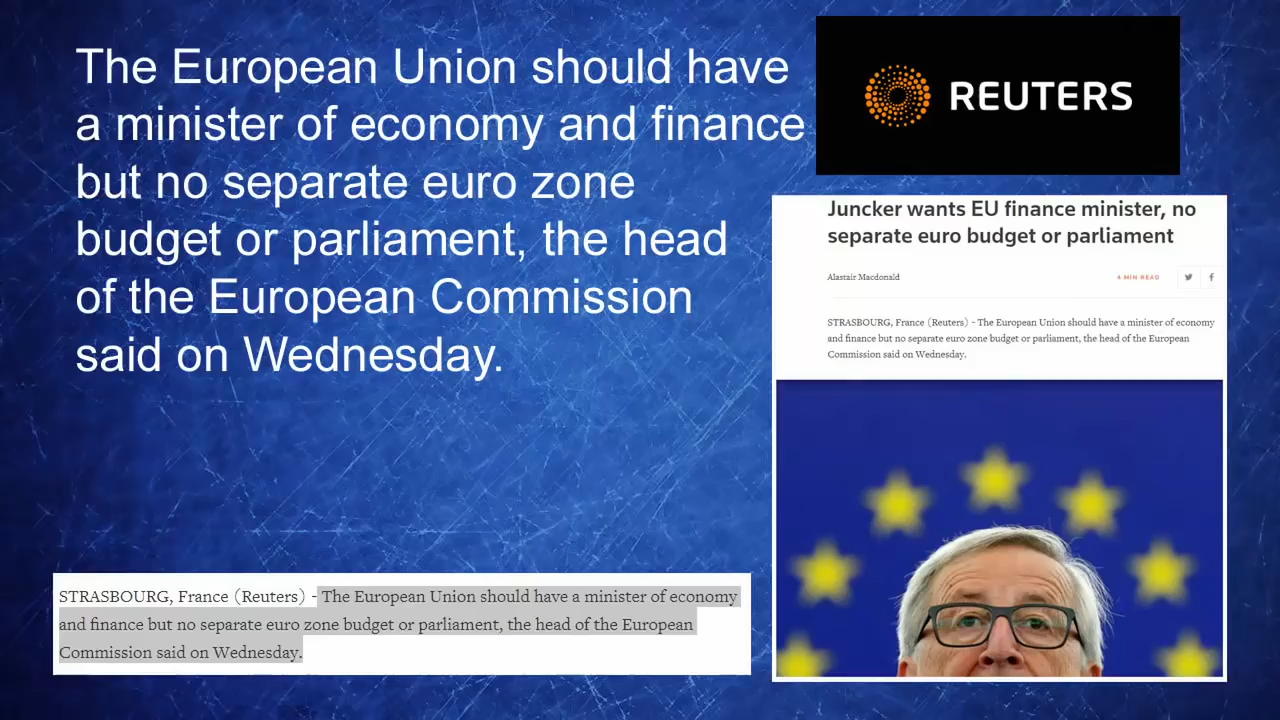 The European Union should have
a minister of economy and finance
but no separate euro zone
budget or parliament, the head
of the European Commission
said on Wednesday.
REUTERS
Juncker wants EU finance minister, no
separate euro budget or parliament
Alastair Macdonald
4 MIN READ
STRASBOURG, France (Reuters) - The European Union should have a minister of economy
and finance but no separate euro zone budget or parliament, the head of the European
Commission said on Wednesday.
STRASBOURG, France (Reuters) - The European Union should have a minister of economy
and finance but no separate euro zone budget or parliament, the head of the European
Commission said on Wednesday.